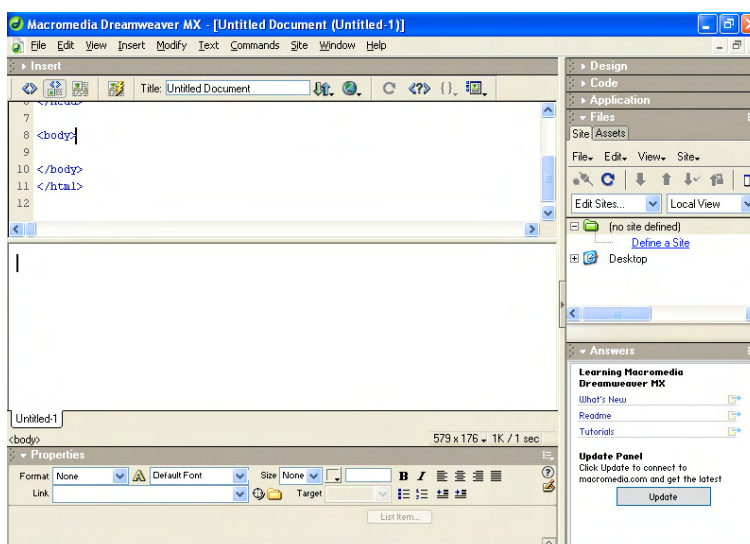 Macromedia Dreamweaver MX - [Untitled Document (Untitled-1)]
File Edit View Insert Modify Text Commands Site Window Help
Insert
Title: Untitled Document
6 </head>
7
8 <body>
9
10 </body>
11 </html>
12
Untitled-1
<body>
579 x 176 1K / 1 sec
Properties
Format None Default Font Size None B I
Link Target
List Item...
Design
Code
Application
Files
Site Assets
File Edit View Site
Edit Sites... Local View
(no site defined)
Define a Site
Desktop
Answers
Learning Macromedia
Dreamweaver MX
What's New
Readme
Tutorials
Update Panel
Click Update to connect to
macromedia.com and get the latest
Update